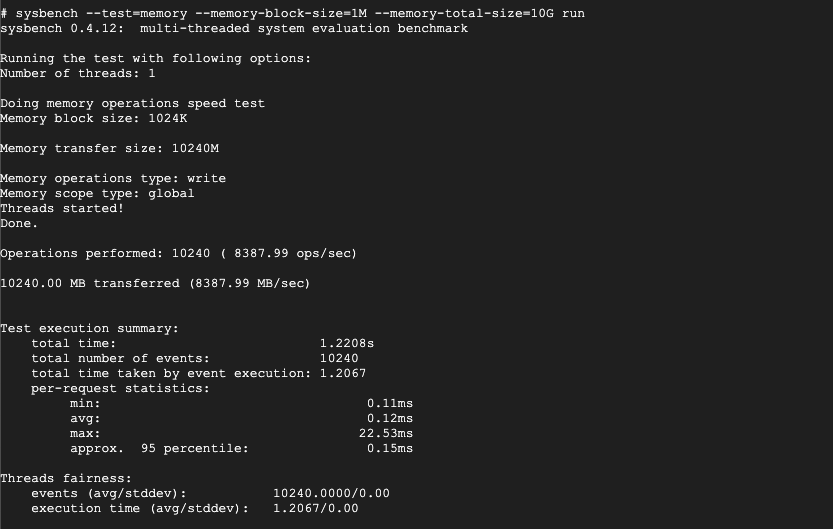 # sysbench --test=memory --memory-block-size=1M --memory-total-size=10G run
sysbench 0.4.12:  multi-threaded system evaluation benchmark

Running the test with following options:
Number of threads: 1

Doing memory operations speed test
Memory block size: 1024K

Memory transfer size: 10240M

Memory operations type: write
Memory scope type: global
Threads started!
Done.

Operations performed: 10240 ( 8387.99 ops/sec)

10240.00 MB transferred (8387.99 MB/sec)


Test execution summary:
    total time:                          1.2208s
    total number of events:              10240
    total time taken by event execution: 1.2067
    per-request statistics:
         min:                                  0.11ms
         avg:                                  0.12ms
         max:                                 22.53ms
         approx.  95 percentile:               0.15ms

Threads fairness:
    events (avg/stddev):           10240.0000/0.00
    execution time (avg/stddev):   1.2067/0.00